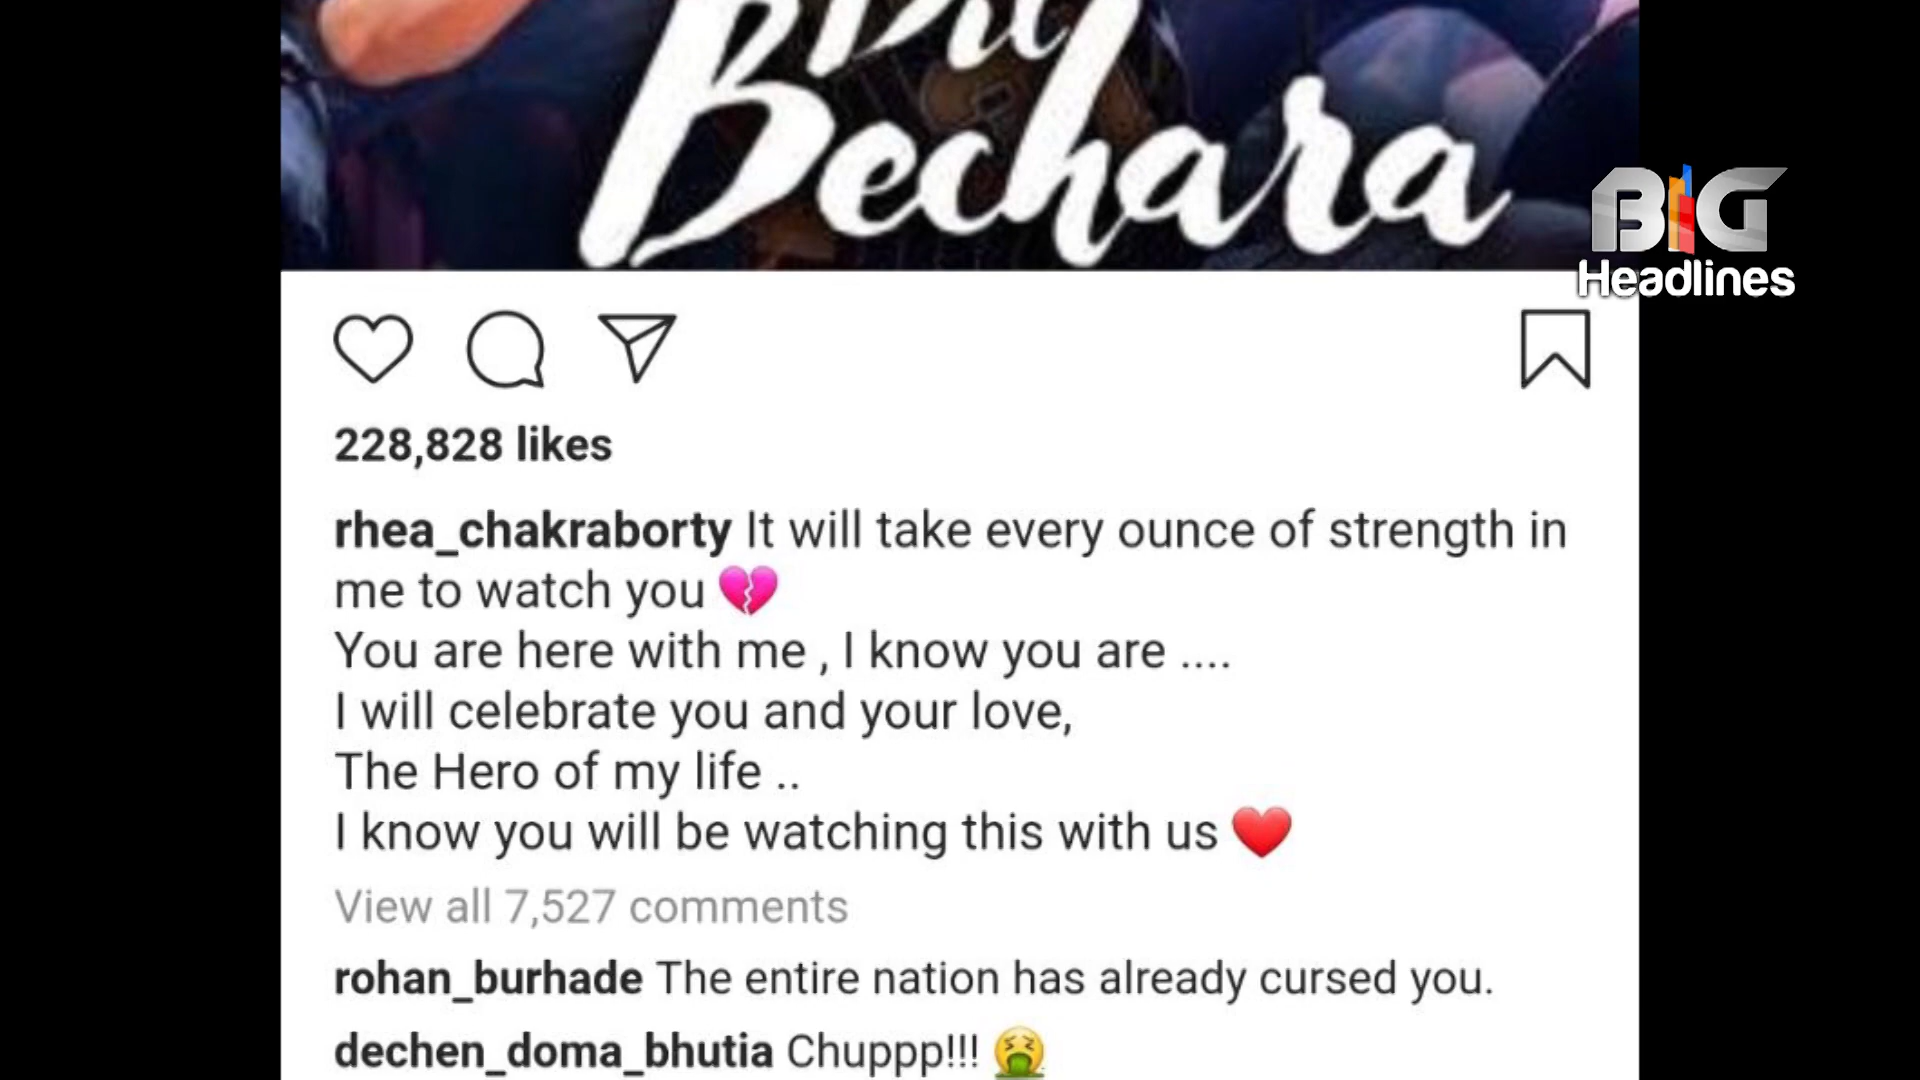 Dil
Bechara
BIG
Headlines
228,828 likes
rhea_chakraborty It will take every ounce of strength in
me to watch you 💔
You are here with me , I know you are ....
I will celebrate you and your love,
The Hero of my life ..
I know you will be watching this with us ❤️
View all 7,527 comments
rohan_burhade The entire nation has already cursed you.
dechen_doma_bhutia Chuppp!!! 🤮